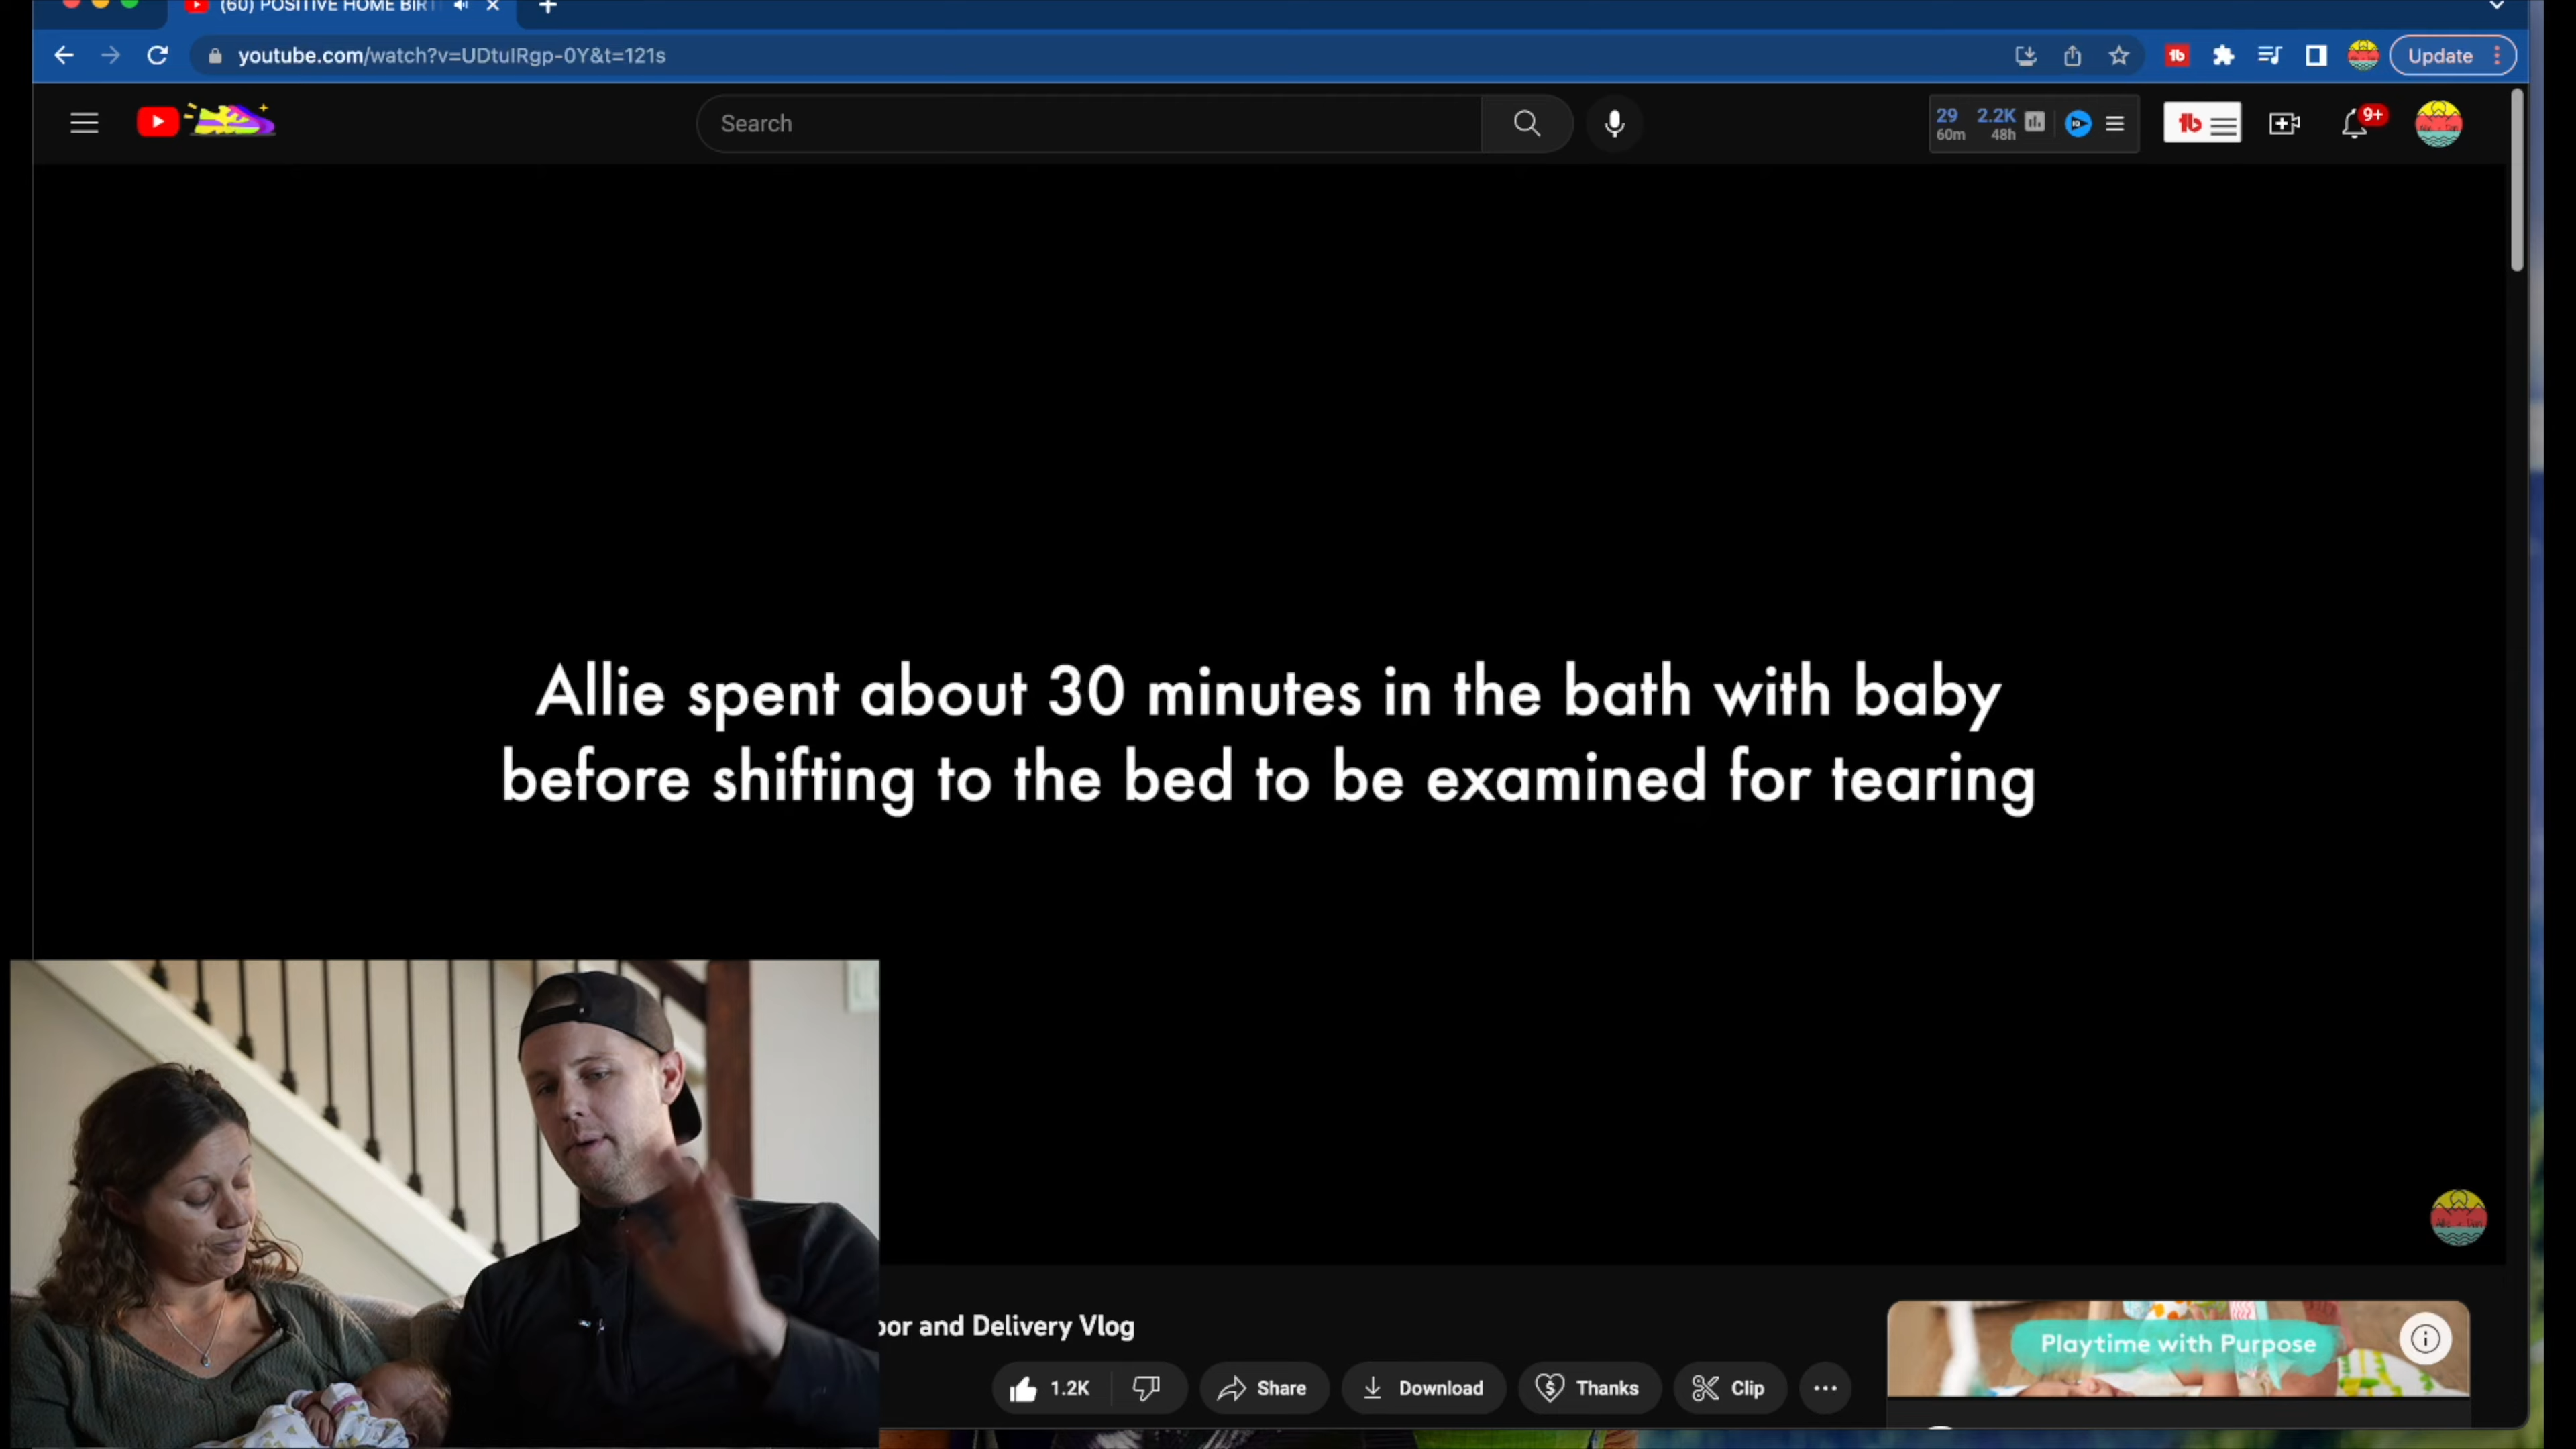 (60) POSITIVE HOME BIRT
youtube.com/watch?v=UDtuIRgp-0Y&t=121s
Update
Search
29 2.2K
60m 48h
9+
Allie spent about 30 minutes in the bath with baby
before shifting to the bed to be examined for tearing
oor and Delivery Vlog
1.2K
Share
Download
Thanks
Clip
Playtime with Purpose